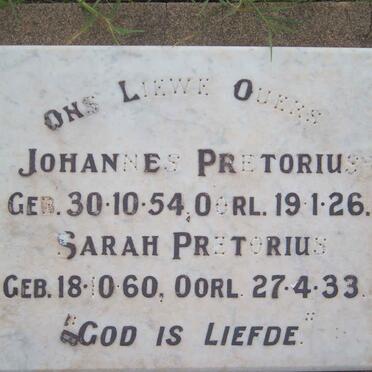 ONS LIEWE OUERS
JOHANNES PRETORIUS
GEB. 30·10·54, OORL. 19·1·26.
SARAH PRETORIUS
GEB. 18·10·60, OORL. 27·4·33.
"GOD IS LIEFDE."